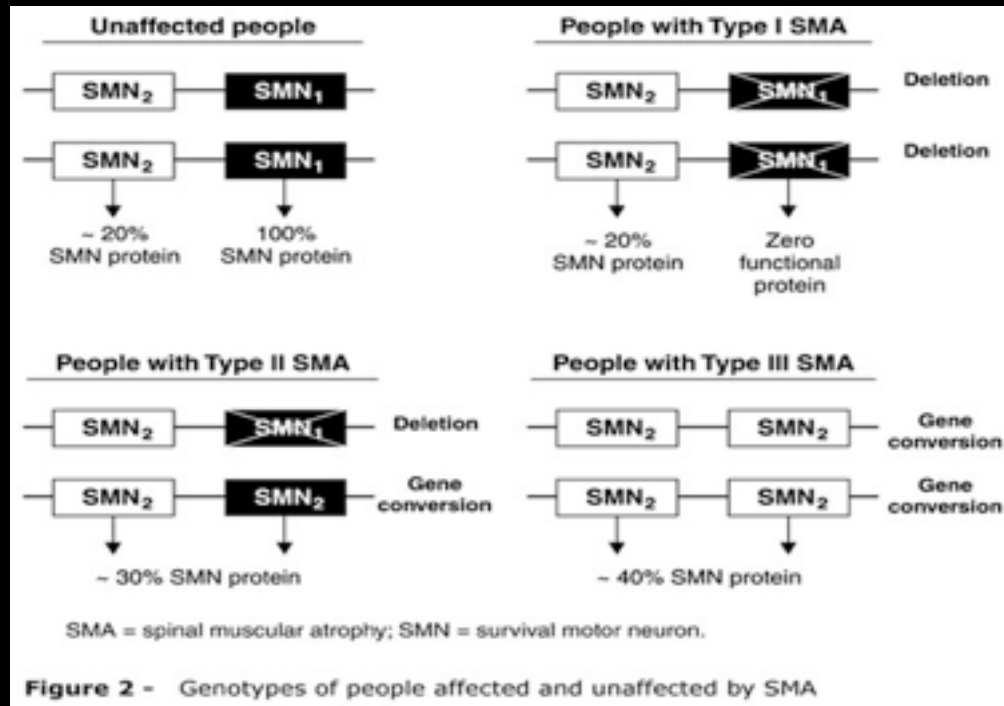 Unaffected people
SMN₂ SMN₁
SMN₂ SMN₁
~ 20% 100%
SMN protein SMN protein
People with Type I SMA
SMN₂ SMN₁ Deletion
SMN₂ SMN₁ Deletion
~ 20% Zero
SMN protein functional
protein
People with Type II SMA
SMN₂ SMN₁ Deletion
SMN₂ SMN₂ Gene
conversion
~ 30% SMN protein
People with Type III SMA
SMN₂ SMN₂ Gene
conversion
SMN₂ SMN₂ Gene
conversion
~ 40% SMN protein
SMA = spinal muscular atrophy; SMN = survival motor neuron.
Figure 2 - Genotypes of people affected and unaffected by SMA